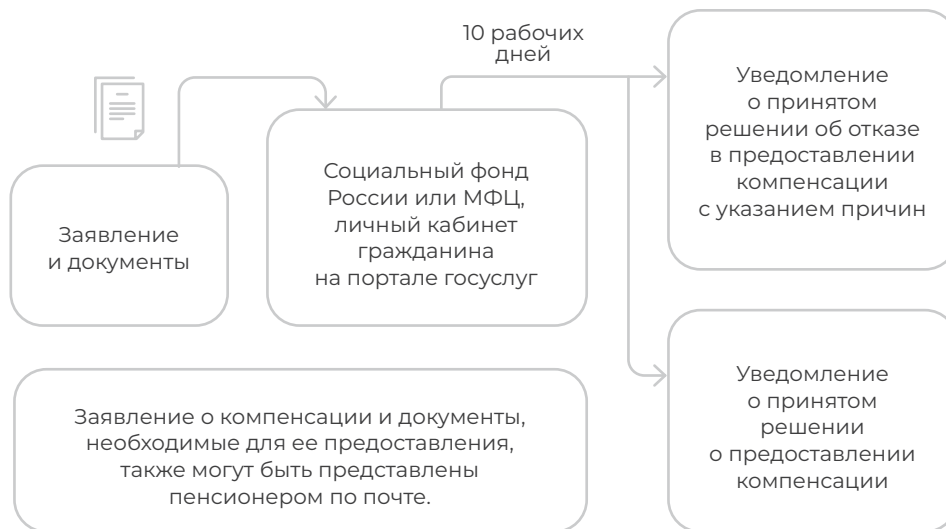 Заявление
и документы
Социальный фонд
России или МФЦ,
личный кабинет
гражданина
на портале госуслуг
10 рабочих
дней
Уведомление
о принятом
решении об отказе
в предоставлении
компенсации
с указанием причин
Уведомление
о принятом
решении
о предоставлении
компенсации
Заявление о компенсации и документы,
необходимые для ее предоставления,
также могут быть представлены
пенсионером по почте.